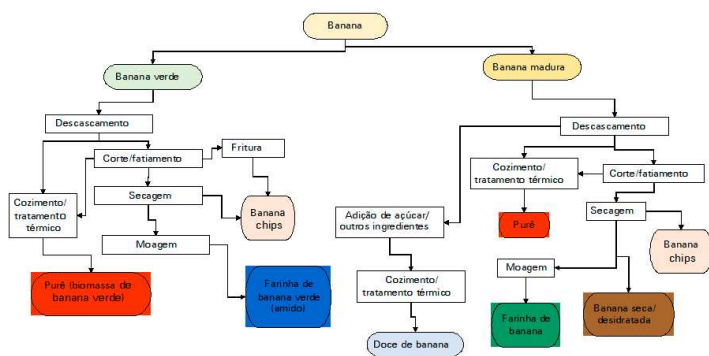 Banana
Banana verde
Banana madura
Descascamento
Descascamento
Fritura
Corte/fatiamento
Cozimento/
tratamento térmico
Corte/fatiamento
Cozimento/
tratamento
térmico
Secagem
Banana
chips
Adição de açúcar/
outros ingredientes
Purê
Secagem
Moagem
Banana
chips
Moagem
Purê (biomassa de
banana verde)
Farinha de
banana verde
(amido)
Cozimento/
tratamento térmico
Farinha de
banana
Banana seca/
desidratada
Doce de banana